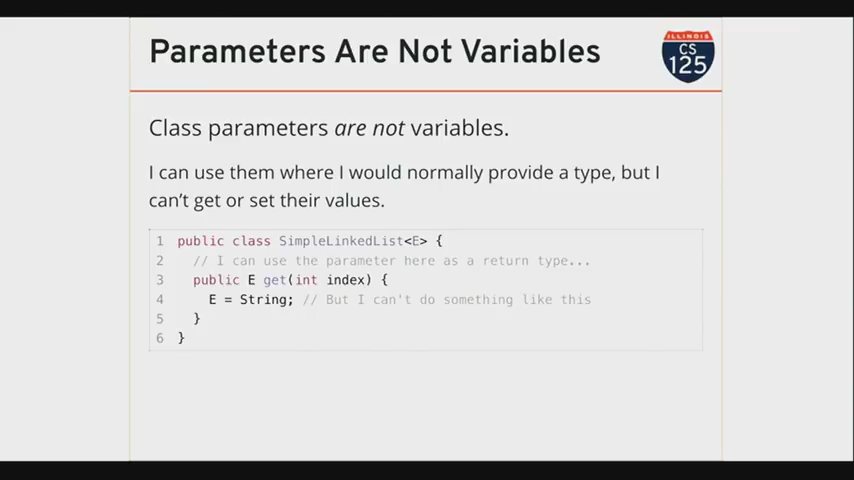 Parameters Are Not Variables
ILLINOIS
CS
125
Class parameters are not variables.
I can use them where I would normally provide a type, but I
can't get or set their values.
1 public class SimpleLinkedList<E> {
2 // I can use the parameter here as a return type...
3 public E get(int index) {
4 E = String; // But I can't do something like this
5 }
6 }